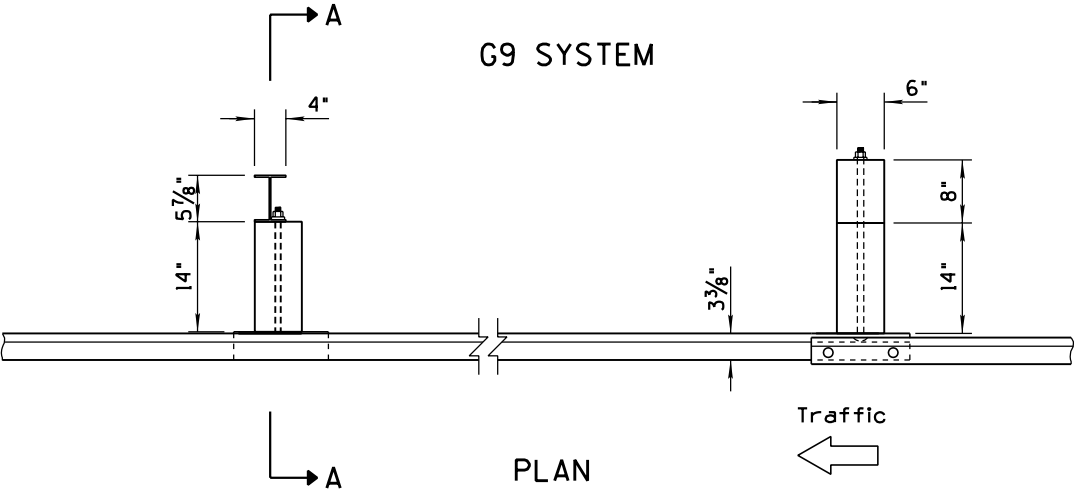 A
G9 SYSTEM
4"
6"
5⅞"
8"
14"
14"
3⅜"
Traffic
A
PLAN